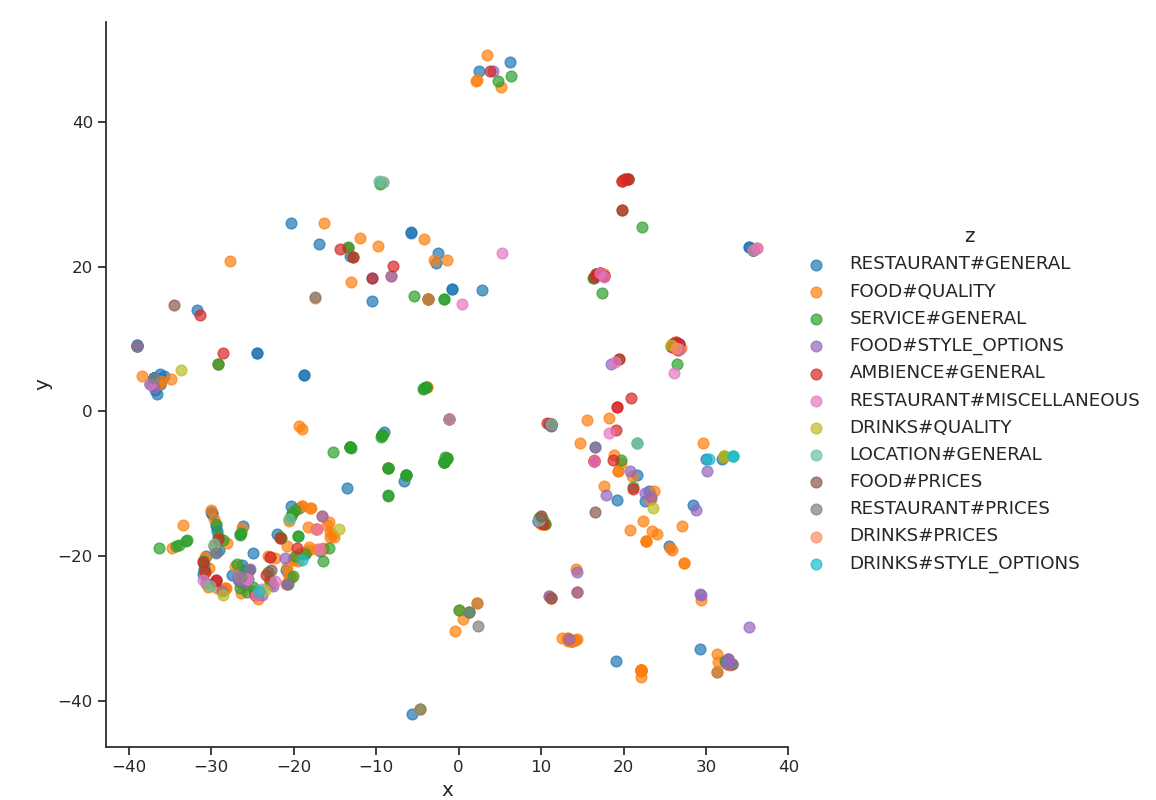 40
20
0
−20
−40
y
−40
−30
−20
−10
0
10
20
30
40
x
z
RESTAURANT#GENERAL
FOOD#QUALITY
SERVICE#GENERAL
FOOD#STYLE_OPTIONS
AMBIENCE#GENERAL
RESTAURANT#MISCELLANEOUS
DRINKS#QUALITY
LOCATION#GENERAL
FOOD#PRICES
RESTAURANT#PRICES
DRINKS#PRICES
DRINKS#STYLE_OPTIONS